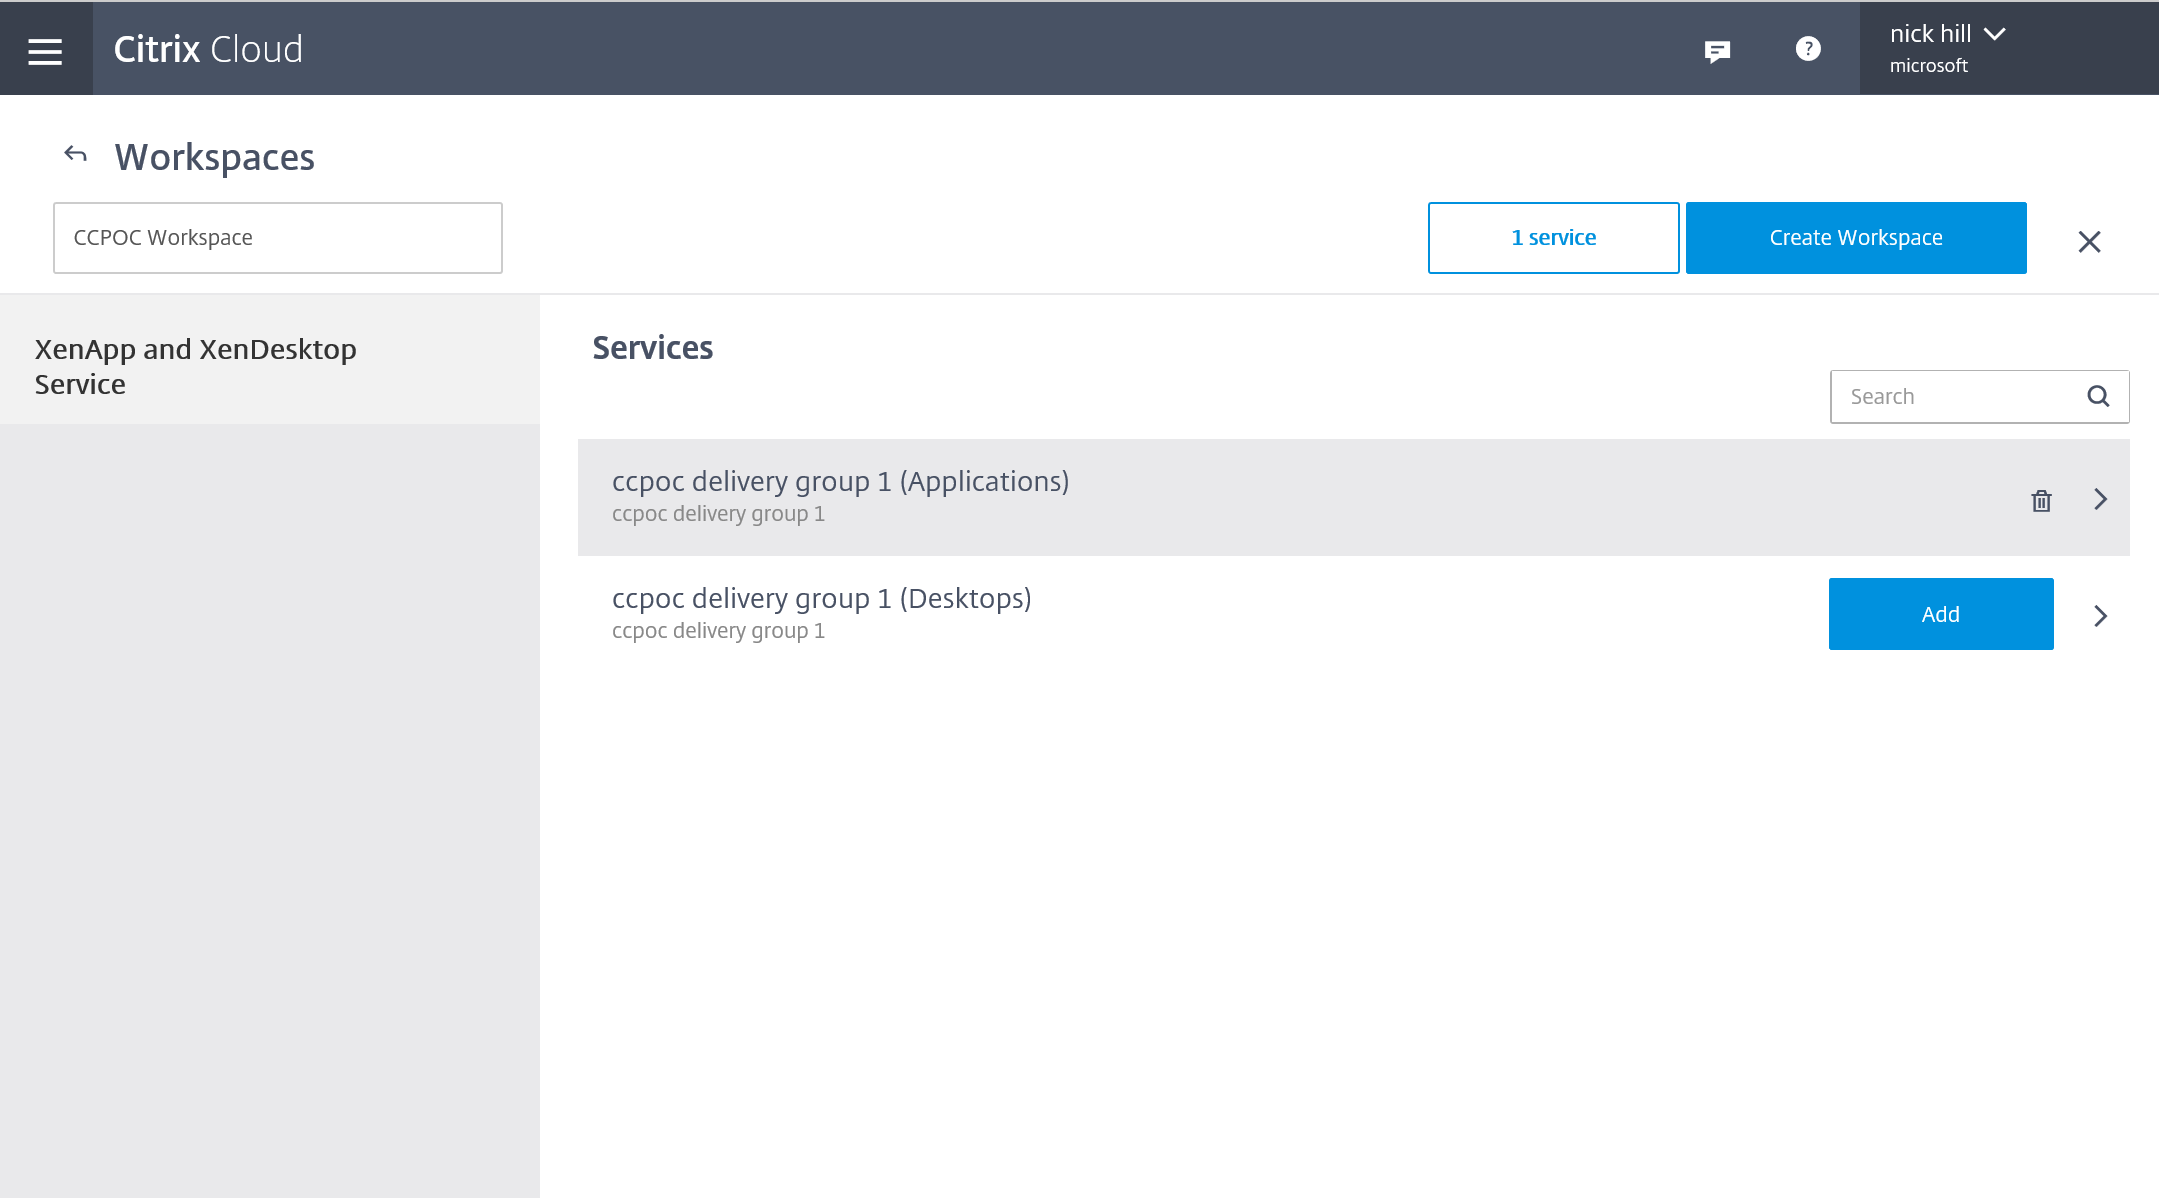 Citrix Cloud
nick hill
microsoft
Workspaces
CCPOC Workspace
1 service
Create Workspace
XenApp and XenDesktop
Service
Services
Search
ccpoc delivery group 1 (Applications)
ccpoc delivery group 1
ccpoc delivery group 1 (Desktops)
ccpoc delivery group 1
Add